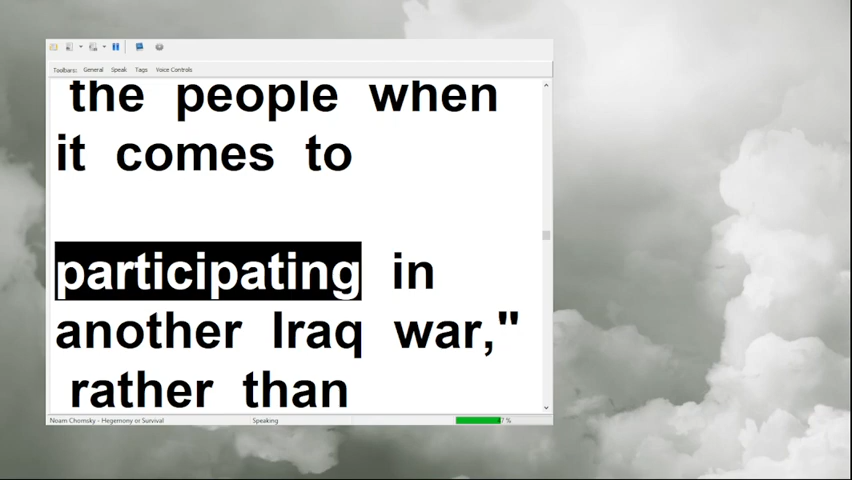 Toolbars: General Speak Tags Voice Controls
the people when
it comes to
participating in
another Iraq war,"
rather than
Noam Chomsky - Hegemony or Survival Speaking 47 %